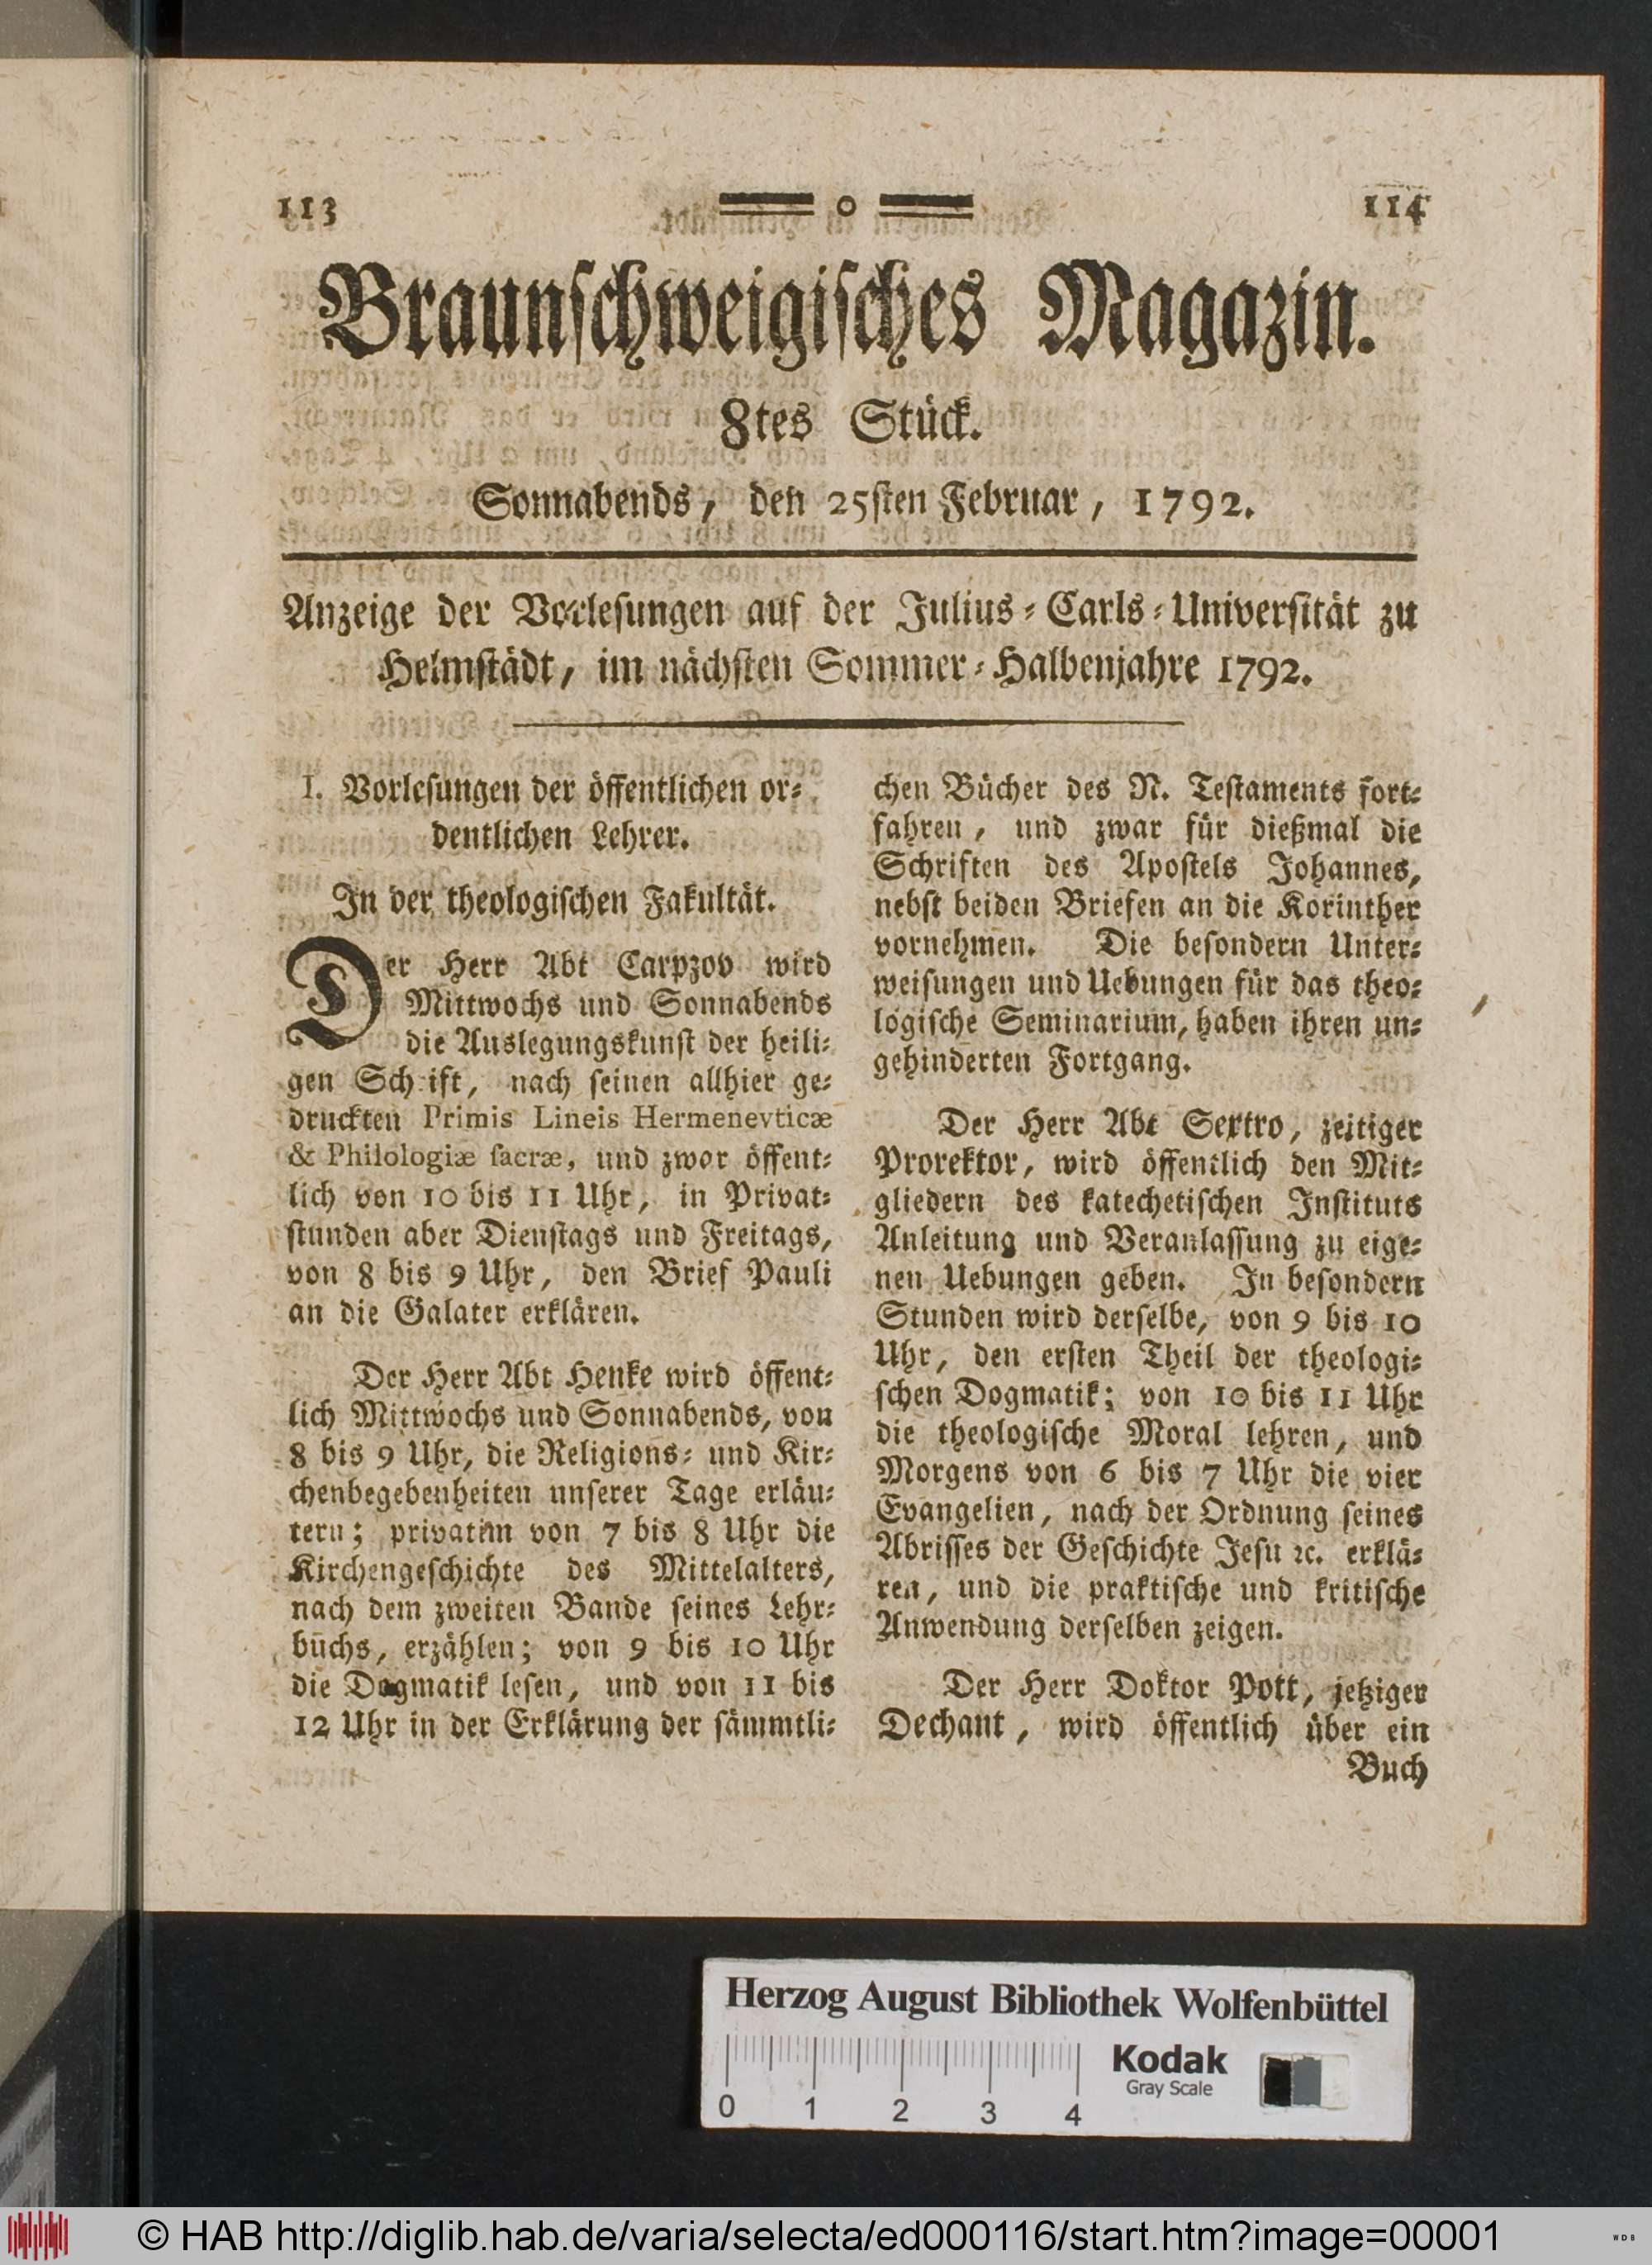 113
114
Braunschweigisches Magazin.
8tes Stück.
Sonnabends, den 25sten Februar, 1792.
Anzeige der Vorlesungen auf der Julius-Carls-Universität zu
Helmstädt, im nächsten Sommer-Halbenjahre 1792.
I. Vorlesungen der öffentlichen or-
dentlichen Lehrer.
In der theologischen Fakultät.
Der Herr Abt Carpzov wird
Mittwochs und Sonnabends
die Auslegungskunst der heili-
gen Schrift, nach seinen allhier ge-
druckten Primis Lineis Hermenevticæ
& Philologiæ sacræ, und zwar öffent-
lich von 10 bis 11 Uhr, in Privat-
stunden aber Dienstags und Freitags,
von 8 bis 9 Uhr, den Brief Pauli
an die Galater erklären.
Der Herr Abt Henke wird öffent-
lich Mittwochs und Sonnabends, von
8 bis 9 Uhr, die Religions- und Kir-
chenbegebenheiten unserer Tage erläu-
tern; privatim von 7 bis 8 Uhr die
Kirchengeschichte des Mittelalters,
nach dem zweiten Bande seines Lehr-
buchs, erzählen; von 9 bis 10 Uhr
die Dogmatik lesen, und von 11 bis
12 Uhr in der Erklärung der sämmtli-
chen Bücher des N. Testaments fort-
fahren, und zwar für dießmal die
Schriften des Apostels Johannes,
nebst beiden Briefen an die Korinther
vornehmen. Die besondern Unter-
weisungen und Uebungen für das theo-
logische Seminarium, haben ihren un-
gehinderten Fortgang.
Der Herr Abt Sextro, zeitiger
Prorektor, wird öffentlich den Mit-
gliedern des katechetischen Instituts
Anleitung und Veranlassung zu eige-
nen Uebungen geben. In besondern
Stunden wird derselbe, von 9 bis 10
Uhr, den ersten Theil der theologi-
schen Dogmatik; von 10 bis 11 Uhr
die theologische Moral lehren, und
Morgens von 6 bis 7 Uhr die vier
Evangelien, nach der Ordnung seines
Abrisses der Geschichte Jesu ꝛc. erklä-
ren, und die praktische und kritische
Anwendung derselben zeigen.
Der Herr Doktor Pott, jetziger
Dechant, wird öffentlich über ein
Buch
Herzog August Bibliothek Wolfenbüttel
Kodak
Gray Scale
0 1 2 3 4
© HAB http://diglib.hab.de/varia/selecta/ed000116/start.htm?image=00001
WDB